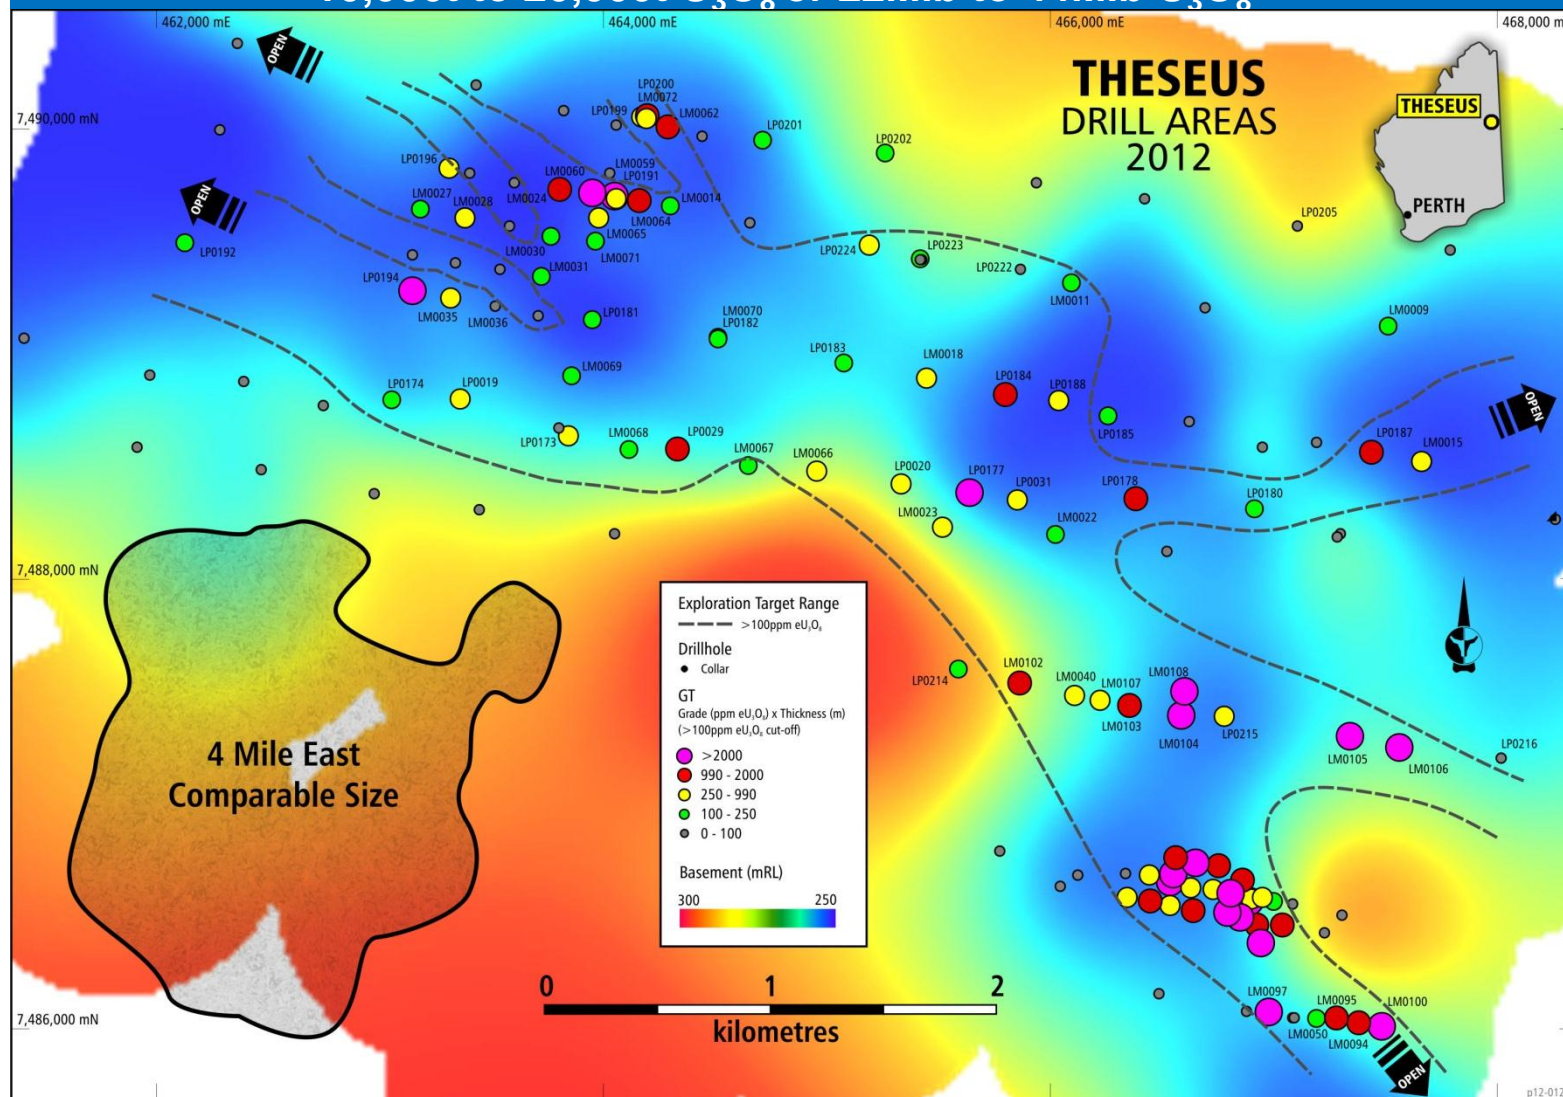 462,000 mE
464,000 mE
466,000 mE
468,000 m
OPEN
THESEUS
DRILL AREAS
2012
THESEUS
PERTH
7,490,000 mN
LP0200
LM0072
LP0199
LM0062
LP0201
LP0202
LP0196
LM0059
LP0191
LM0060
LM0024
LM0027
LM0028
LM0064
LM0014
LP0205
OPEN
LP0192
LM0030
LM0065
LM0071
LP0224
LP0223
LP0222
LM0011
LM0031
LP0194
LM0035
LM0036
LP0181
LM0070
LP0182
LM0009
LP0183
LM0018
LP0184
LP0188
LM0069
LP0174
LP0019
LP0185
OPEN
LP0173
LM0068
LP0029
LM0067
LM0066
LP0187
LM0015
LP0020
LP0177
LP0031
LP0178
LP0180
LM0023
LM0022
7,488,000 mN
Exploration Target Range
>100ppm eU₃O₈
Drillhole
Collar
GT
Grade (ppm eU₃O₈) x Thickness (m)
(>100ppm eU₃O₈ cut-off)
>2000
990 - 2000
250 - 990
100 - 250
0 - 100
Basement (mRL)
300
250
LP0214
LM0102
LM0040
LM0107
LM0103
LM0108
LM0104
LP0215
LM0105
LM0106
LP0216
4 Mile East
Comparable Size
7,486,000 mN
0
1
2
kilometres
LM0097
LM0050
LM0095
LM0094
LM0100
OPEN
p12-012